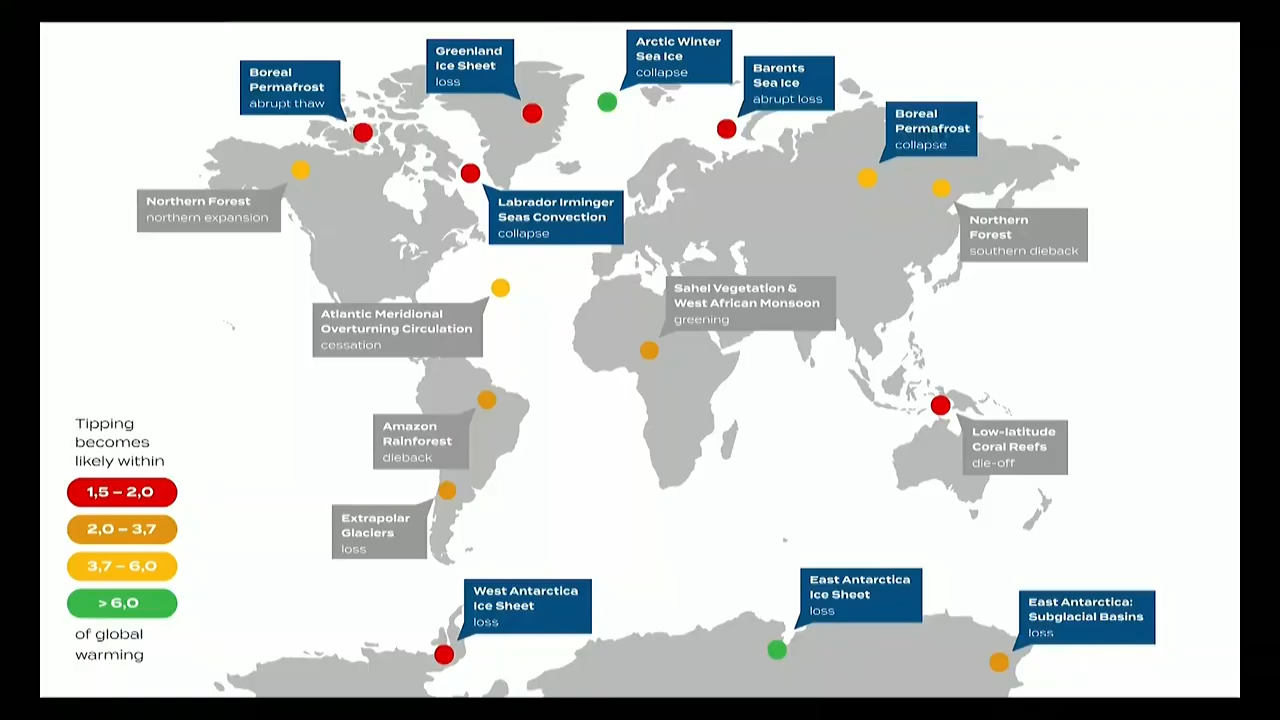 Greenland
Ice Sheet
loss
Arctic Winter
Sea Ice
collapse
Boreal
Permafrost
abrupt thaw
Barents
Sea Ice
abrupt loss
Boreal
Permafrost
collapse
Northern Forest
northern expansion
Labrador Irminger
Seas Convection
collapse
Northern
Forest
southern dieback
Sahel Vegetation &
West African Monsoon
greening
Atlantic Meridional
Overturning Circulation
cessation
Amazon
Rainforest
dieback
Low-latitude
Coral Reefs
die-off
Extrapolar
Glaciers
loss
Tipping
becomes
likely within
1,5 – 2,0
2,0 – 3,7
3,7 – 6,0
> 6,0
of global
warming
West Antarctica
Ice Sheet
loss
East Antarctica
Ice Sheet
loss
East Antarctica:
Subglacial Basins
loss